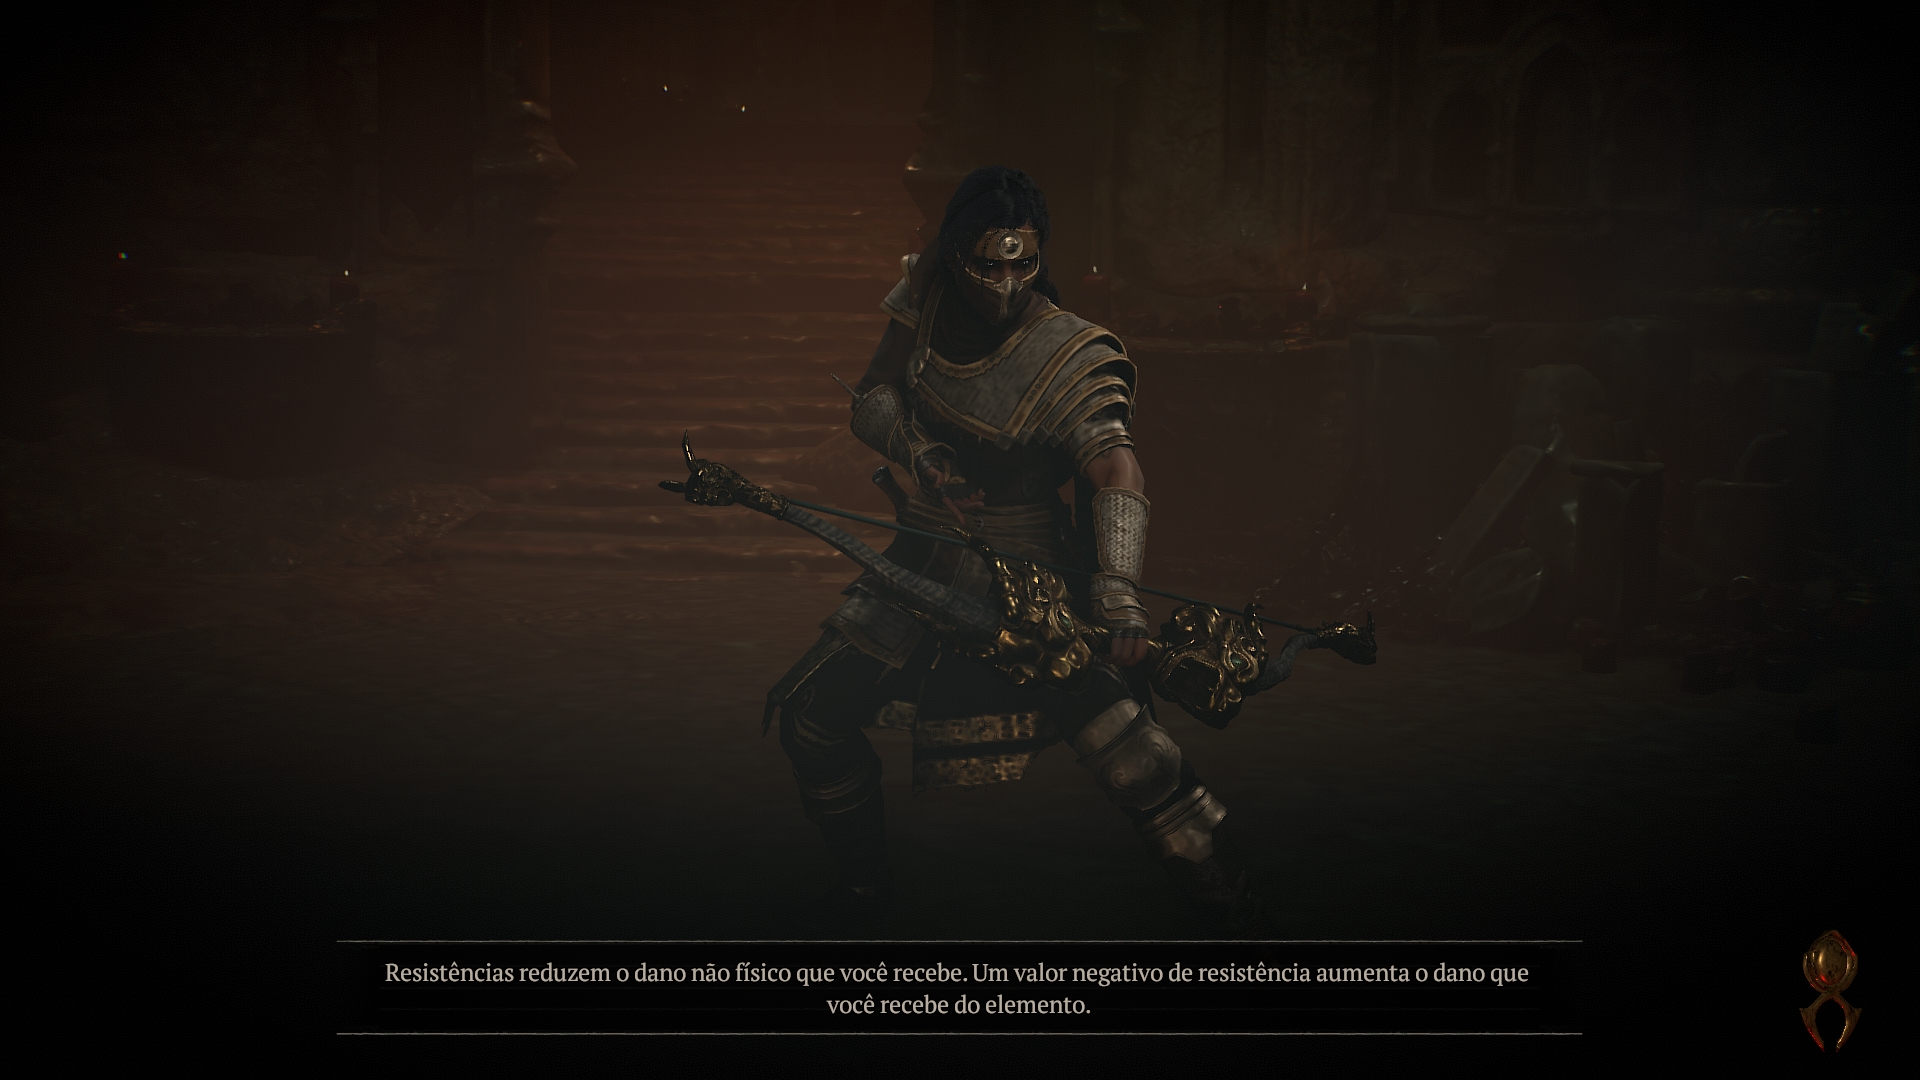 Resistências reduzem o dano não físico que você recebe. Um valor negativo de resistência aumenta o dano que
você recebe do elemento.